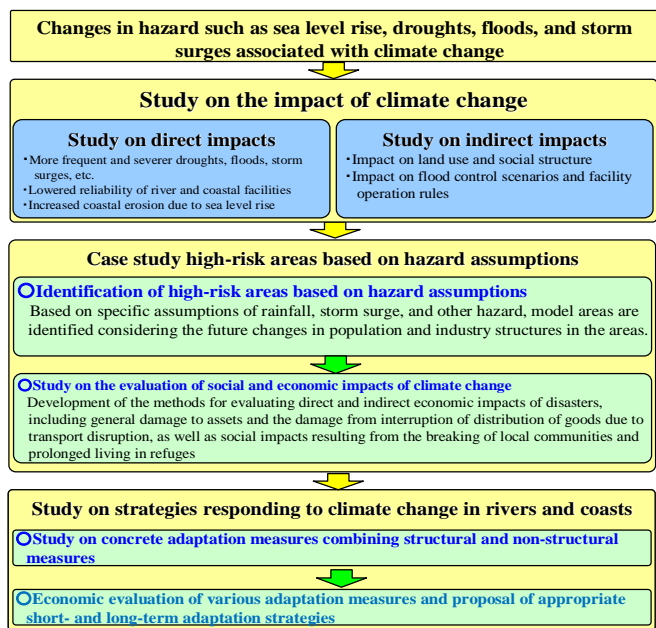 Changes in hazard such as sea level rise, droughts, floods, and storm
surges associated with climate change
Study on the impact of climate change
Study on direct impacts
・More frequent and severer droughts, floods, storm
surges, etc.
・Lowered reliability of river and coastal facilities
・Increased coastal erosion due to sea level rise
Study on indirect impacts
・Impact on land use and social structure
・Impact on flood control scenarios and facility
operation rules
Case study high-risk areas based on hazard assumptions
○Identification of high-risk areas based on hazard assumptions
Based on specific assumptions of rainfall, storm surge, and other hazard, model areas are
identified considering the future changes in population and industry structures in the areas.
○Study on the evaluation of social and economic impacts of climate change
Development of the methods for evaluating direct and indirect economic impacts of disasters,
including general damage to assets and the damage from interruption of distribution of goods due to
transport disruption, as well as social impacts resulting from the breaking of local communities and
prolonged living in refuges
Study on strategies responding to climate change in rivers and coasts
○Study on concrete adaptation measures combining structural and non-structural
measures
○Economic evaluation of various adaptation measures and proposal of appropriate
short- and long-term adaptation strategies